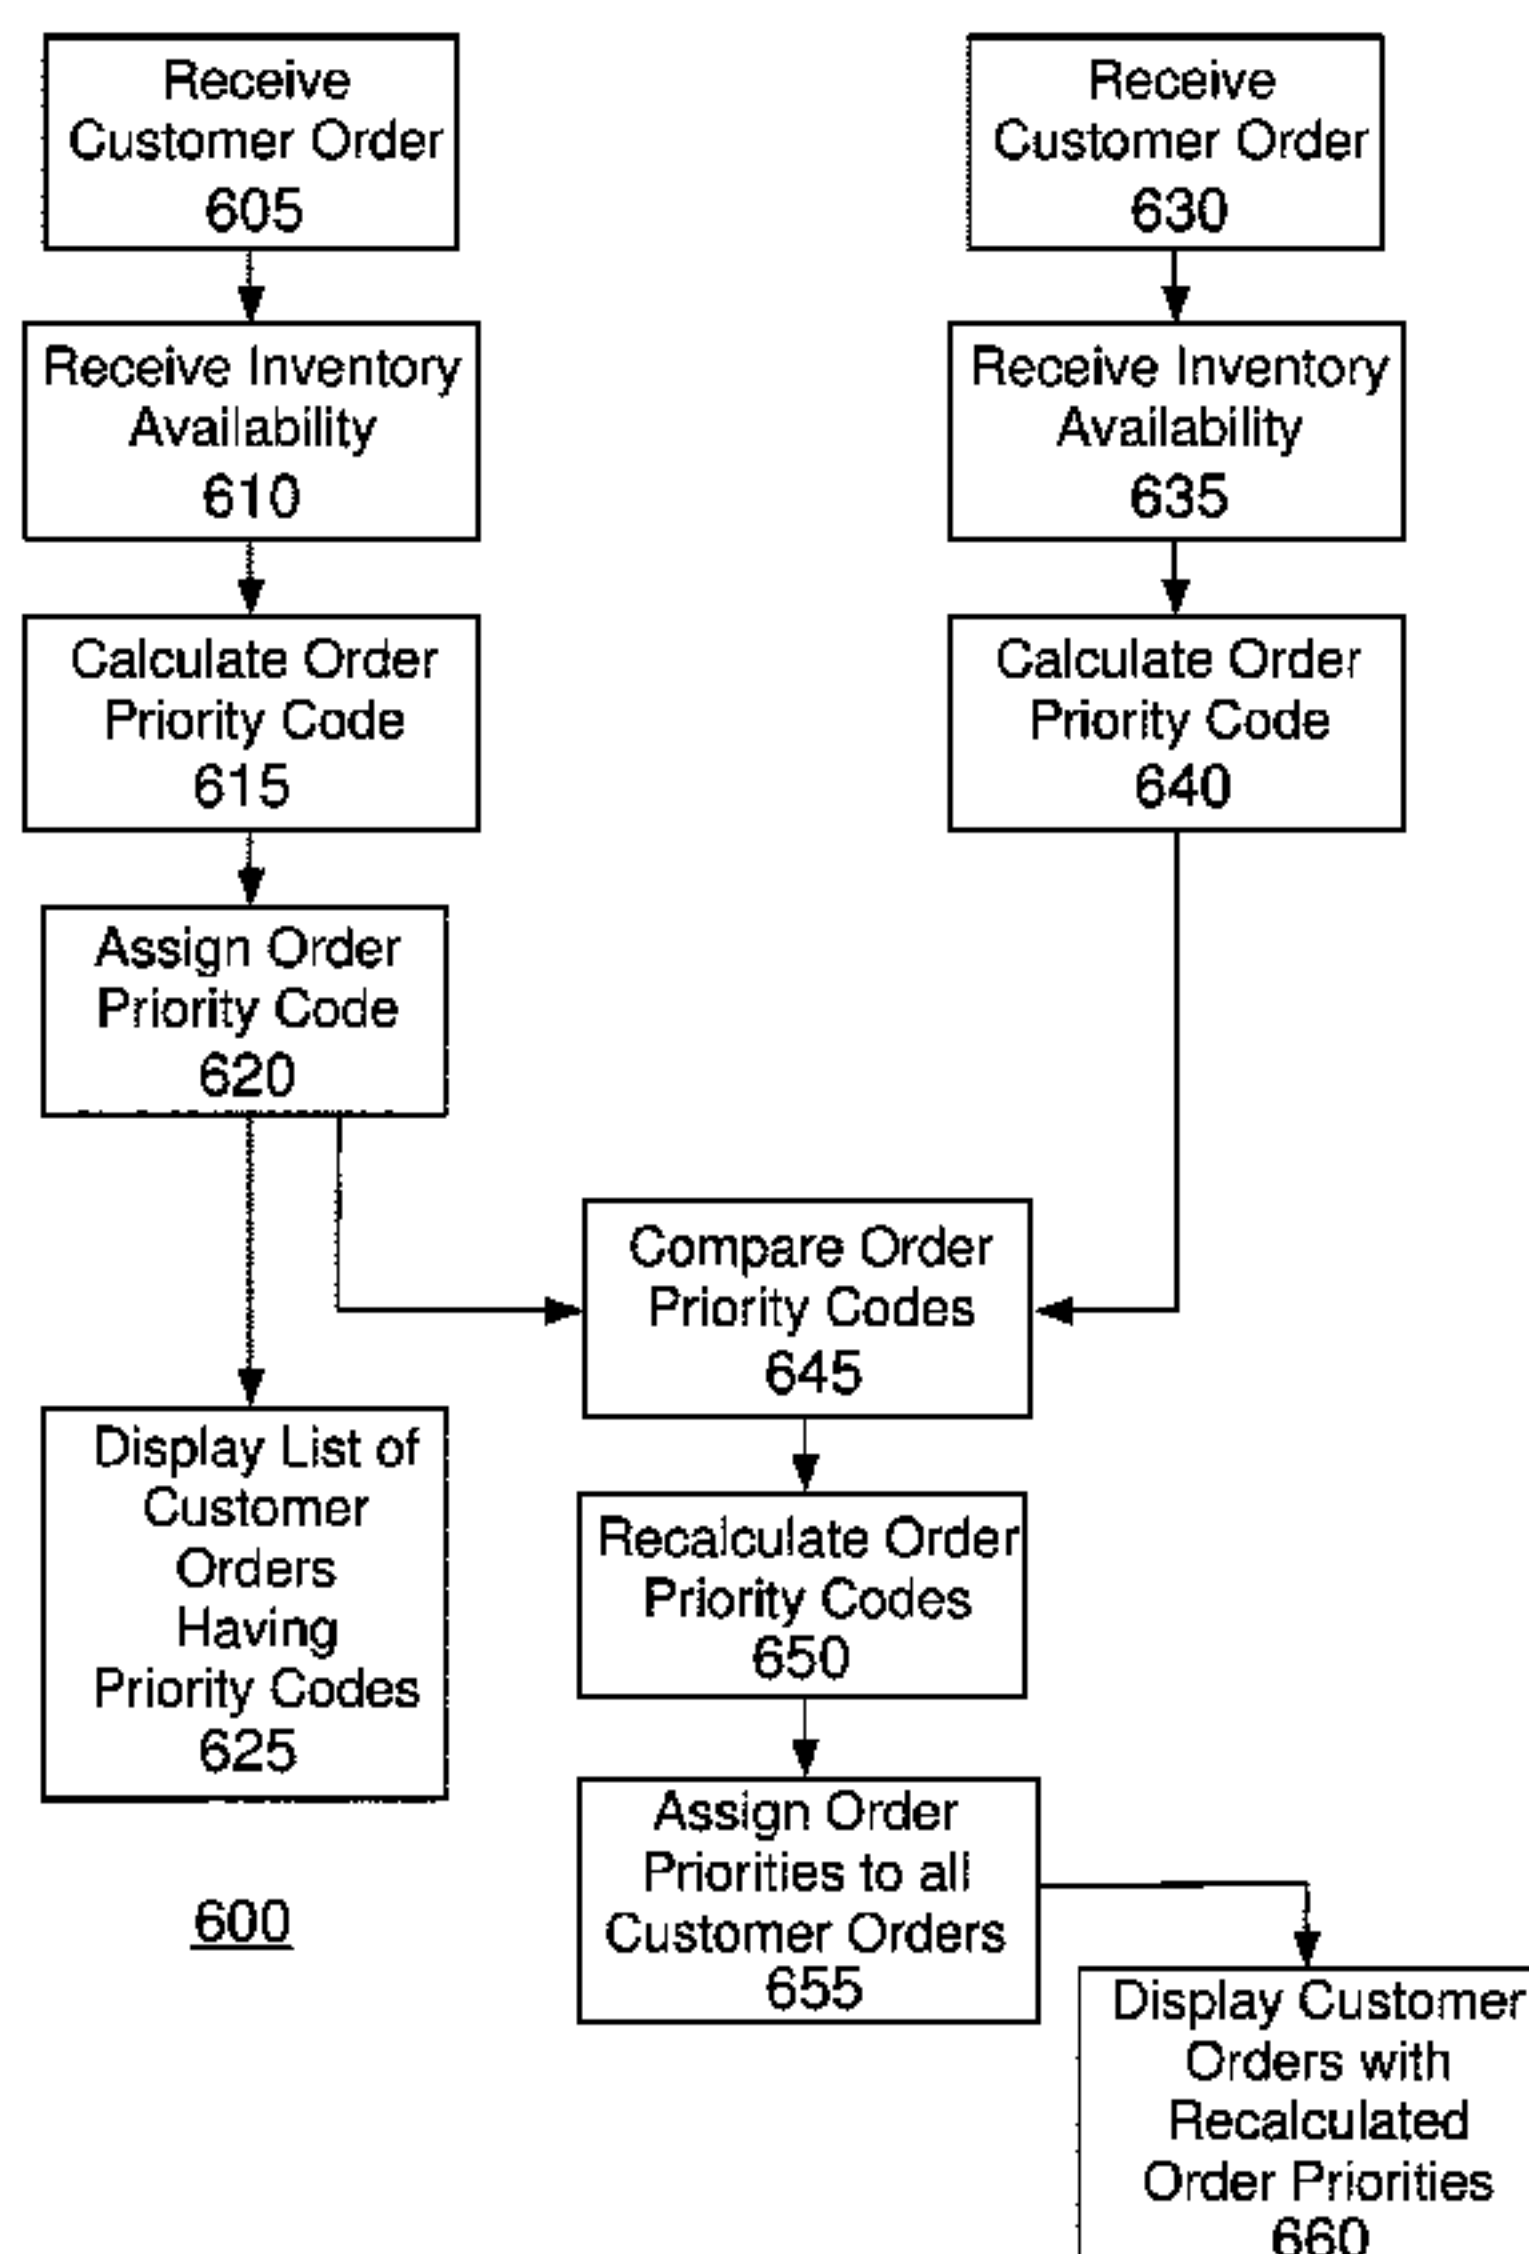 Receive
Customer Order
605
Receive Inventory
Availability
610
Calculate Order
Priority Code
615
Assign Order
Priority Code
620
Display List of
Customer
Orders
Having
Priority Codes
625
600
Receive
Customer Order
630
Receive Inventory
Availability
635
Calculate Order
Priority Code
640
Compare Order
Priority Codes
645
Recalculate Order
Priority Codes
650
Assign Order
Priorities to all
Customer Orders
655
Display Customer
Orders with
Recalculated
Order Priorities
660